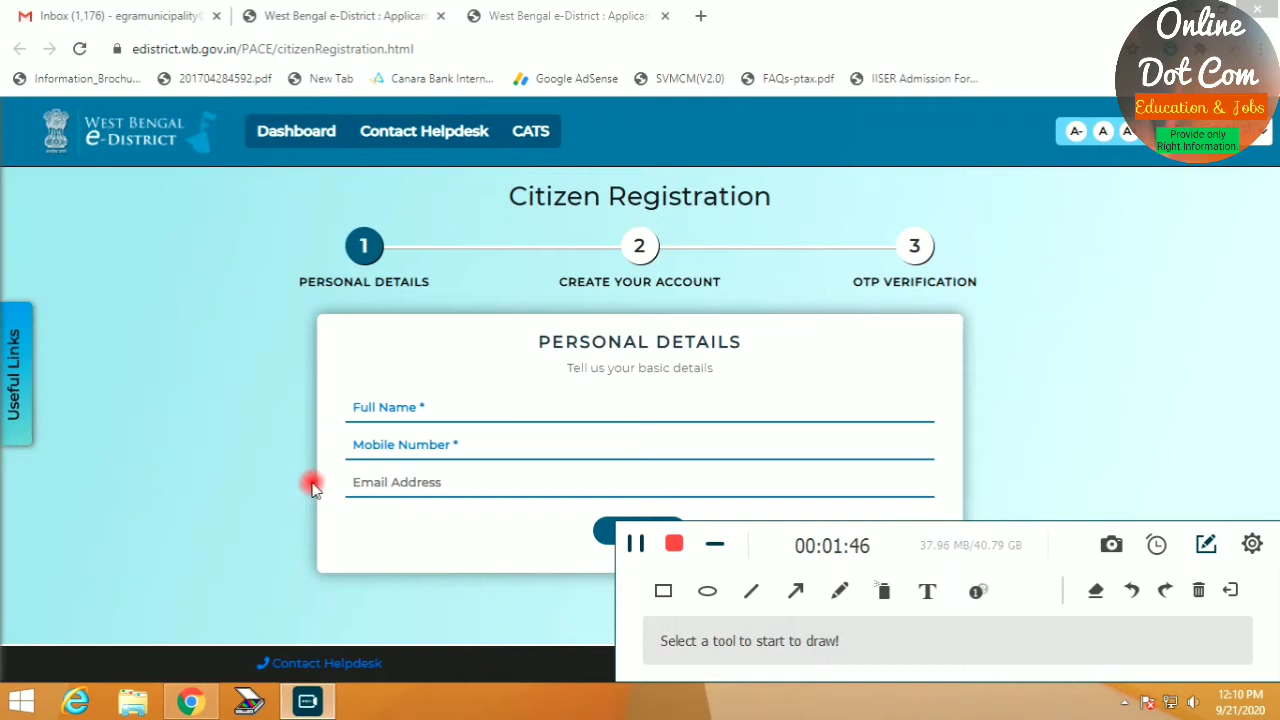 Inbox (1,176) - egramunicipality@
West Bengal e-District : Applican
West Bengal e-District : Applican
edistrict.wb.gov.in/PACE/citizenRegistration.html
Information_Brochu...
201704284592.pdf
New Tab
Canara Bank Intern...
Google AdSense
SVMCM(V2.0)
FAQs-ptax.pdf
IISER Admission For...
Online
Dot Com
Education & Jobs
Provide only
Right Information..
WEST BENGAL
e-DISTRICT
Dashboard
Contact Helpdesk
CATS
A-
A
A
Citizen Registration
1
2
3
PERSONAL DETAILS
CREATE YOUR ACCOUNT
OTP VERIFICATION
Useful Links
PERSONAL DETAILS
Tell us your basic details
Full Name *
Mobile Number *
Email Address
00:01:46
37.96 MB/40.79 GB
T
1
Select a tool to start to draw!
Contact Helpdesk
12:10 PM
9/21/2020